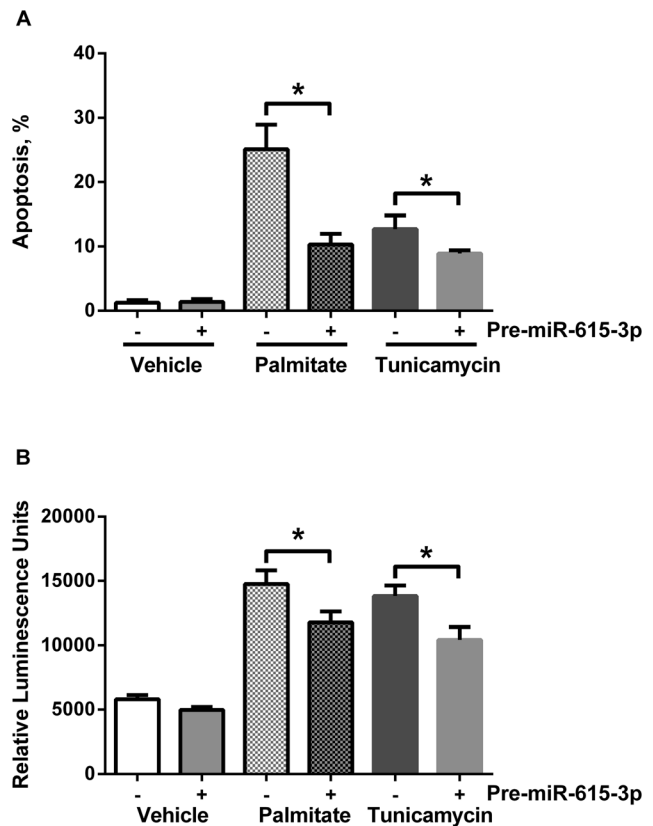 A
Apoptosis, %
40
30
20
10
0
*
*
- + - + - + Pre-miR-615-3p
Vehicle Palmitate Tunicamycin
B
Relative Luminescence Units
20000
15000
10000
5000
0
*
*
- + - + - + Pre-miR-615-3p
Vehicle Palmitate Tunicamycin